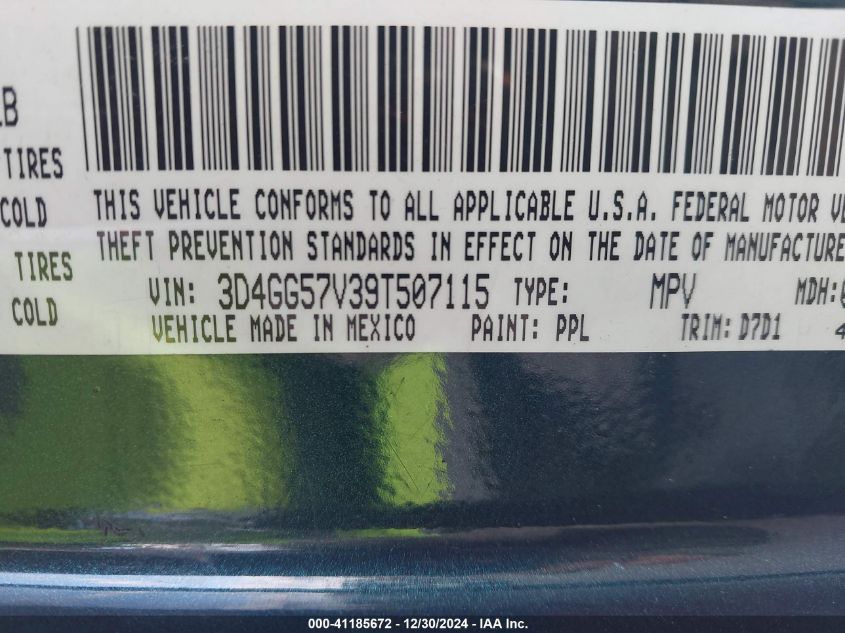 LB
TIRES
COLD
TIRES
COLD
THIS VEHICLE CONFORMS TO ALL APPLICABLE U.S.A. FEDERAL MOTOR
THEFT PREVENTION STANDARDS IN EFFECT ON THE DATE OF MANUFACTURE
VIN: 3D4GG57V39T507115 TYPE: MPV MDH:
VEHICLE MADE IN MEXICO PAINT: PPL TRIM: D7D1 4
000-41185672 - 12/30/2024 - IAA Inc.